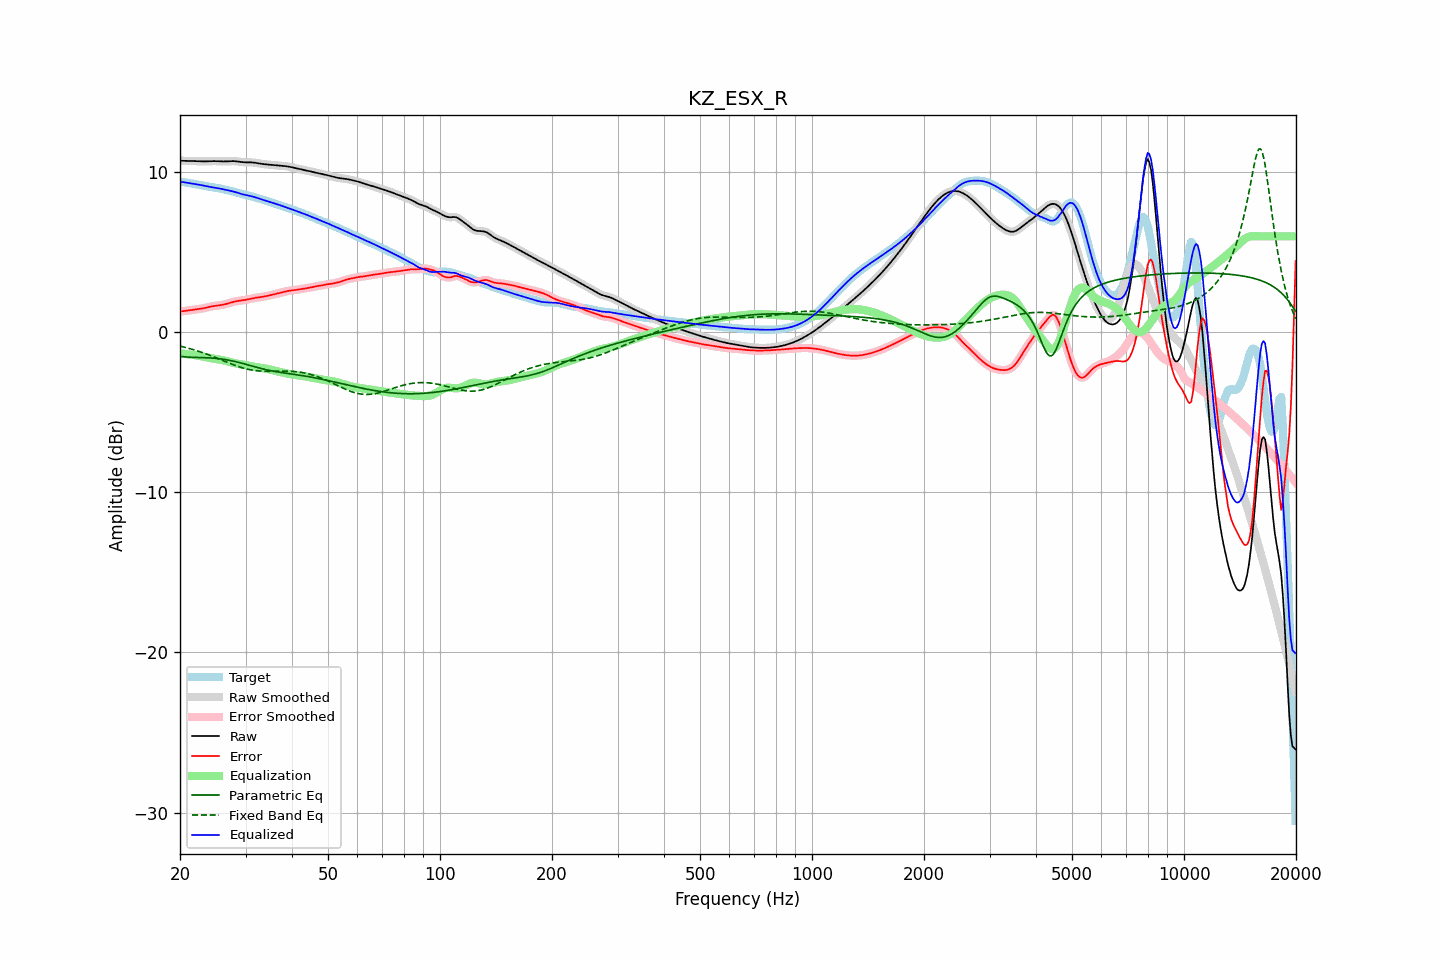 KZ_ESX_R
Amplitude (dBr)
10
0
−10
−20
−30
Target
Raw Smoothed
Error Smoothed
Raw
Error
Equalization
Parametric Eq
Fixed Band Eq
Equalized
20 50 100 200 500 1000 2000 5000 10000 20000
Frequency (Hz)